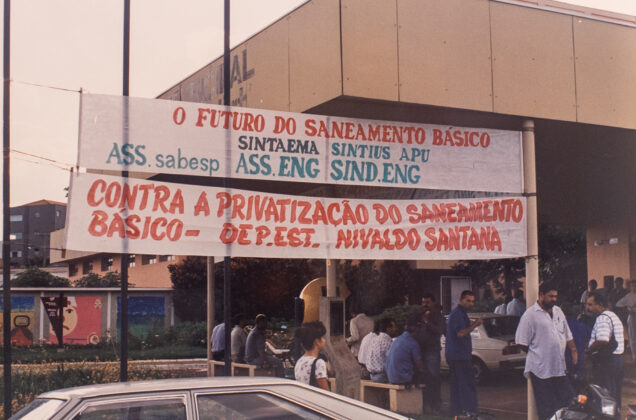 O FUTURO DO SANEAMENTO BÁSICO
SINTAEMA SINTIUS APU
ASS. sabesp ASS.ENG SIND.ENG
CONTRA A PRIVATIZAÇÃO DO SANEAMENTO
BÁSICO - DEP.EST. NIVALDO SANTANA